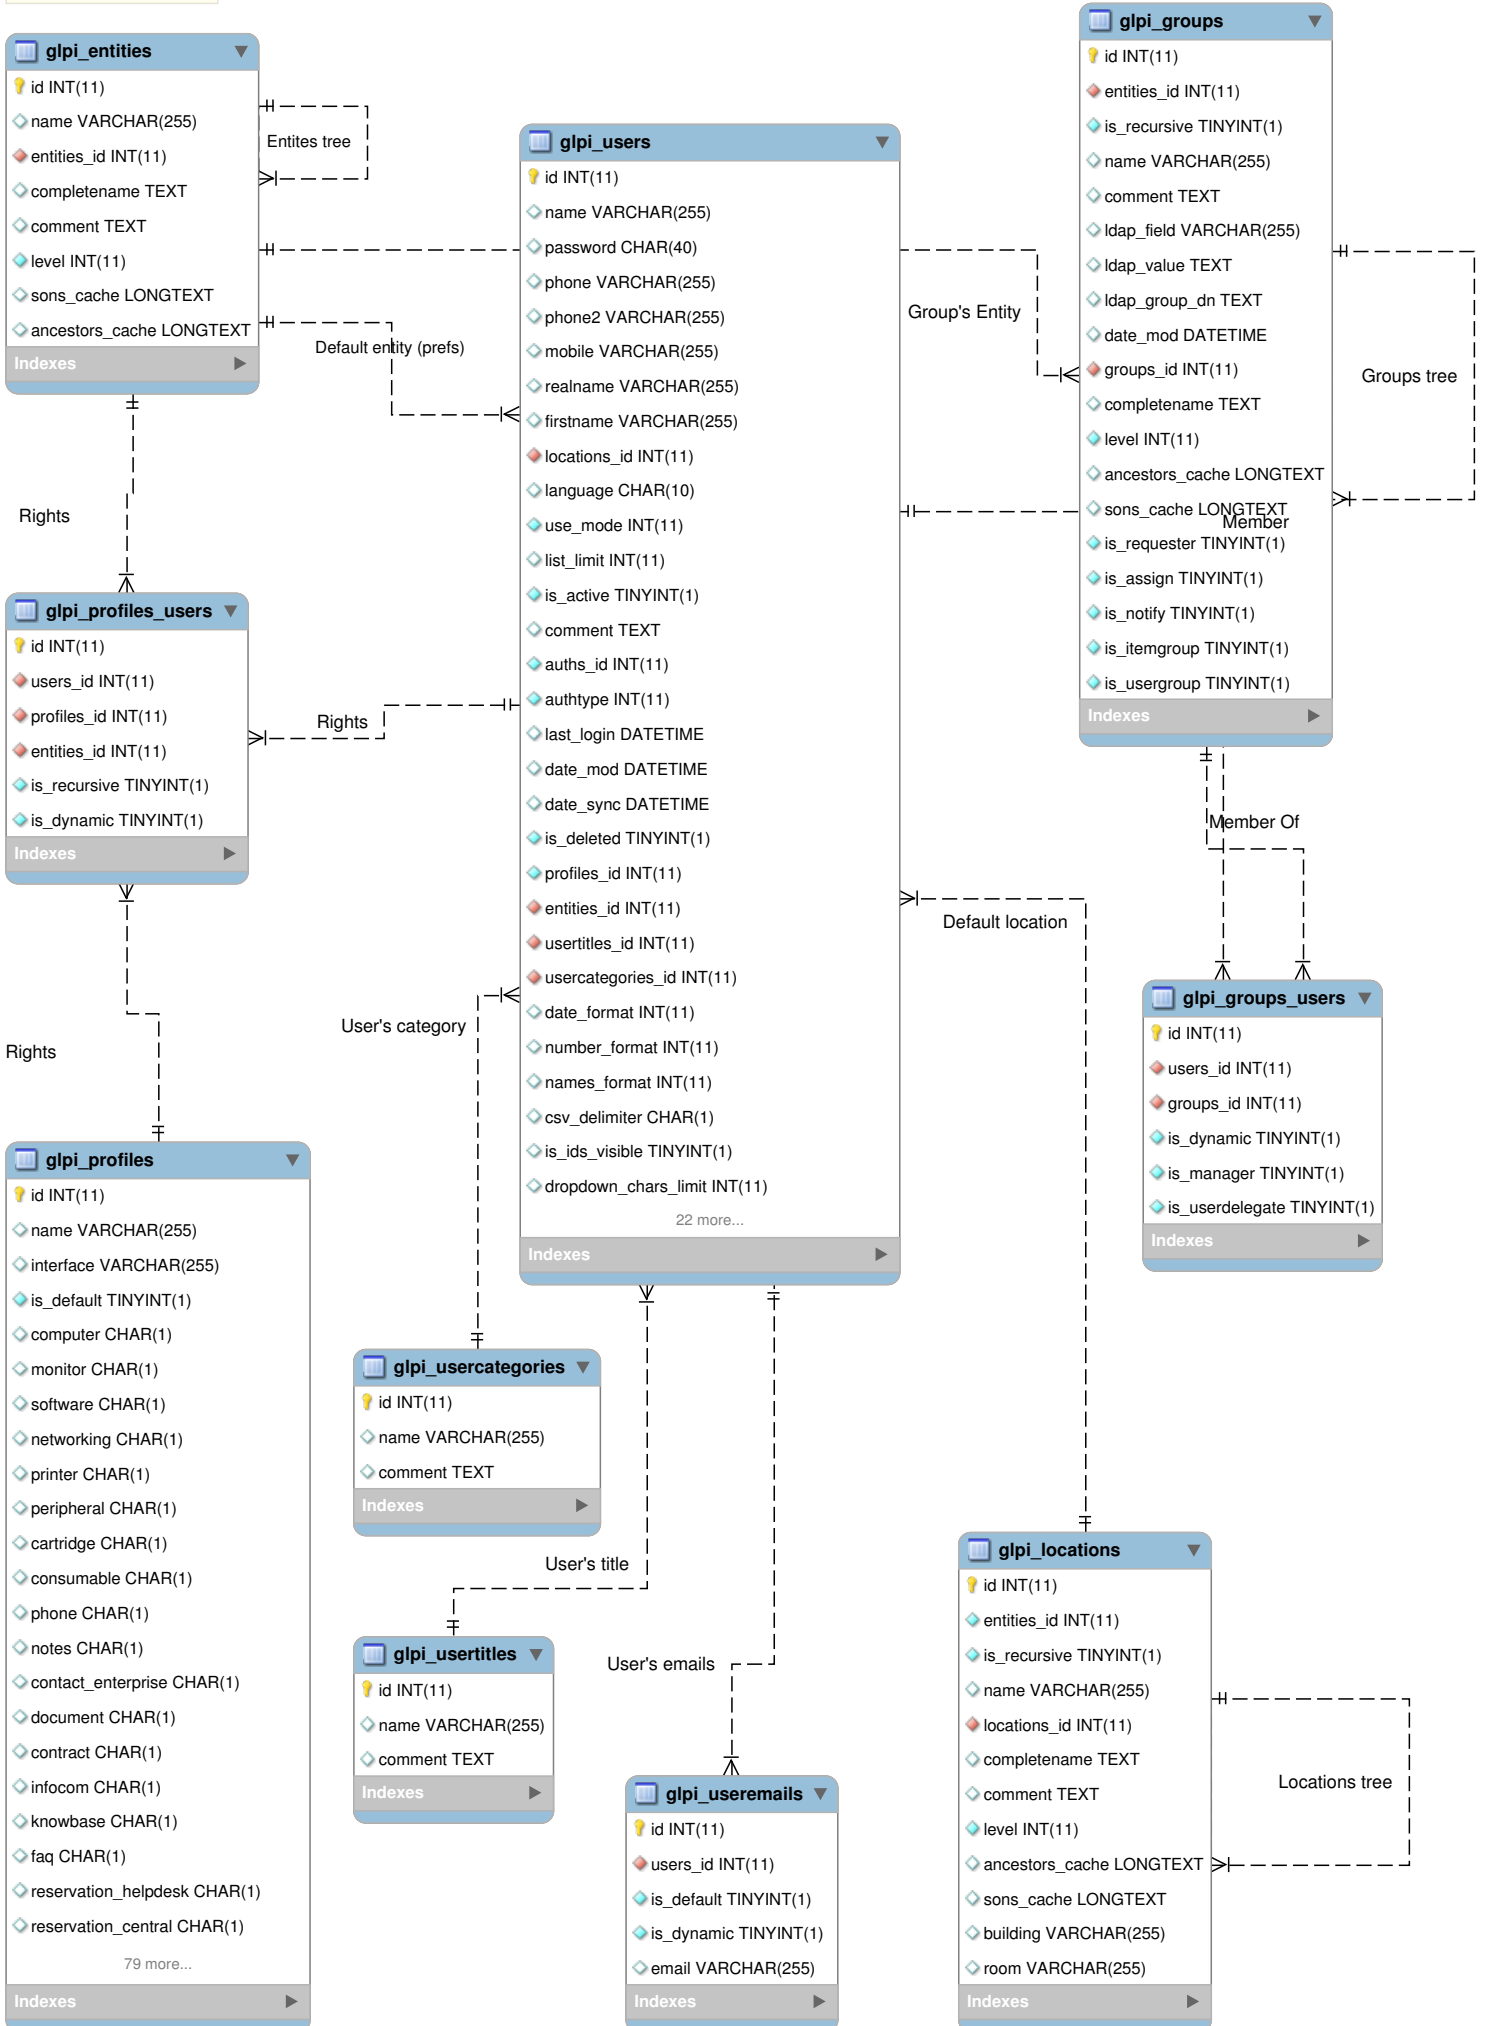 glpi_entities
id INT(11)
name VARCHAR(255)
entities_id INT(11)
completename TEXT
comment TEXT
level INT(11)
sons_cache LONGTEXT
ancestors_cache LONGTEXT
Indexes
Entites tree
Default entity (prefs)
Rights
glpi_profiles_users
id INT(11)
users_id INT(11)
profiles_id INT(11)
entities_id INT(11)
is_recursive TINYINT(1)
is_dynamic TINYINT(1)
Indexes
Rights
Rights
glpi_profiles
id INT(11)
name VARCHAR(255)
interface VARCHAR(255)
is_default TINYINT(1)
computer CHAR(1)
monitor CHAR(1)
software CHAR(1)
networking CHAR(1)
printer CHAR(1)
peripheral CHAR(1)
cartridge CHAR(1)
consumable CHAR(1)
phone CHAR(1)
notes CHAR(1)
contact_enterprise CHAR(1)
document CHAR(1)
contract CHAR(1)
infocom CHAR(1)
knowbase CHAR(1)
faq CHAR(1)
reservation_helpdesk CHAR(1)
reservation_central CHAR(1)
79 more...
Indexes
glpi_users
id INT(11)
name VARCHAR(255)
password CHAR(40)
phone VARCHAR(255)
phone2 VARCHAR(255)
mobile VARCHAR(255)
realname VARCHAR(255)
firstname VARCHAR(255)
locations_id INT(11)
language CHAR(10)
use_mode INT(11)
list_limit INT(11)
is_active TINYINT(1)
comment TEXT
auths_id INT(11)
authtype INT(11)
last_login DATETIME
date_mod DATETIME
date_sync DATETIME
is_deleted TINYINT(1)
profiles_id INT(11)
entities_id INT(11)
usertitles_id INT(11)
usercategories_id INT(11)
date_format INT(11)
number_format INT(11)
names_format INT(11)
csv_delimiter CHAR(1)
is_ids_visible TINYINT(1)
dropdown_chars_limit INT(11)
22 more...
Indexes
User's category
glpi_usercategories
id INT(11)
name VARCHAR(255)
comment TEXT
Indexes
User's title
glpi_usertitles
id INT(11)
name VARCHAR(255)
comment TEXT
Indexes
User's emails
glpi_useremails
id INT(11)
users_id INT(11)
is_default TINYINT(1)
is_dynamic TINYINT(1)
email VARCHAR(255)
Indexes
Group's Entity
glpi_groups
id INT(11)
entities_id INT(11)
is_recursive TINYINT(1)
name VARCHAR(255)
comment TEXT
ldap_field VARCHAR(255)
ldap_value TEXT
ldap_group_dn TEXT
date_mod DATETIME
groups_id INT(11)
completename TEXT
level INT(11)
ancestors_cache LONGTEXT
sons_cache LONGTEXT
Member
is_requester TINYINT(1)
is_assign TINYINT(1)
is_notify TINYINT(1)
is_itemgroup TINYINT(1)
is_usergroup TINYINT(1)
Indexes
Groups tree
Member Of
Default location
glpi_groups_users
id INT(11)
users_id INT(11)
groups_id INT(11)
is_dynamic TINYINT(1)
is_manager TINYINT(1)
is_userdelegate TINYINT(1)
Indexes
glpi_locations
id INT(11)
entities_id INT(11)
is_recursive TINYINT(1)
name VARCHAR(255)
locations_id INT(11)
completename TEXT
comment TEXT
level INT(11)
ancestors_cache LONGTEXT
sons_cache LONGTEXT
building VARCHAR(255)
room VARCHAR(255)
Indexes
Locations tree